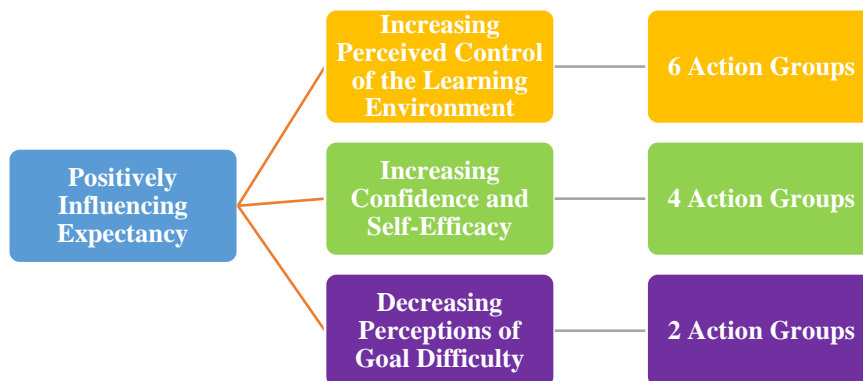 Increasing
Perceived Control
of the Learning
Environment
6 Action Groups
Positively
Influencing
Expectancy
Increasing
Confidence and
Self-Efficacy
4 Action Groups
Decreasing
Perceptions of
Goal Difficulty
2 Action Groups